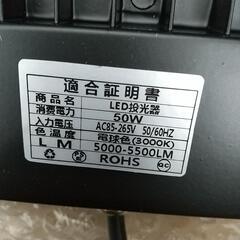 適合証明書
商品名 LED投光器
消費電力 50W
入力電圧 AC85-265V 50/60HZ
色温度 電球色(3000K)
LM 5000-5500LM
ROHS
QC